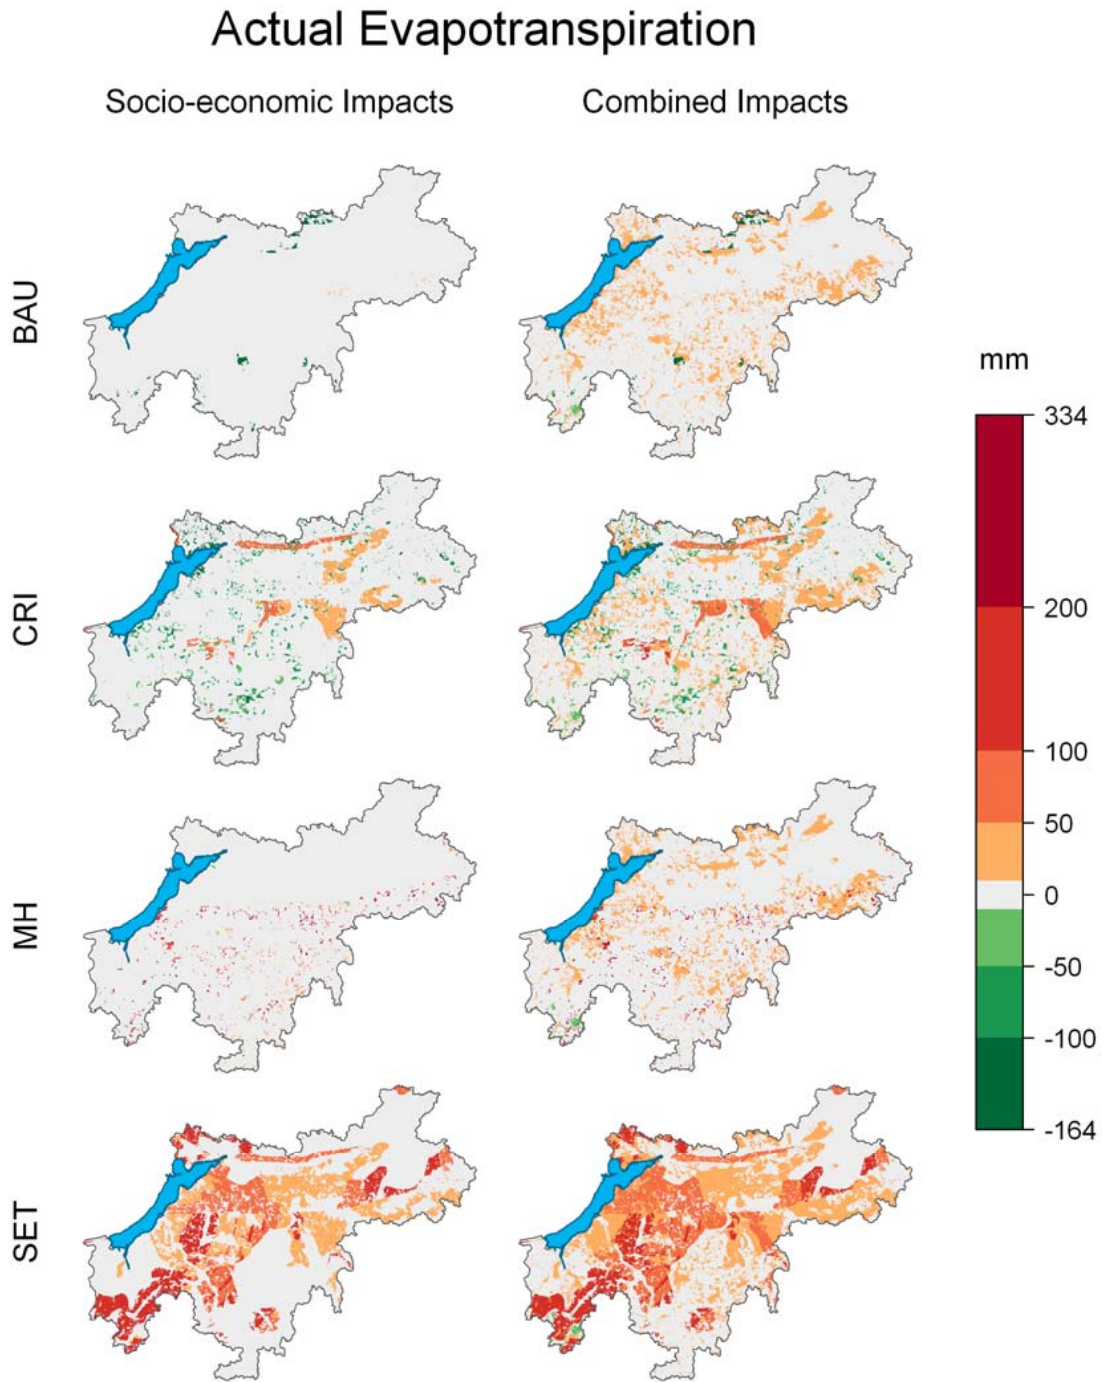 Actual Evapotranspiration
Socio-economic Impacts
Combined Impacts
BAU
CRI
MH
SET
mm
334
200
100
50
0
-50
-100
-164